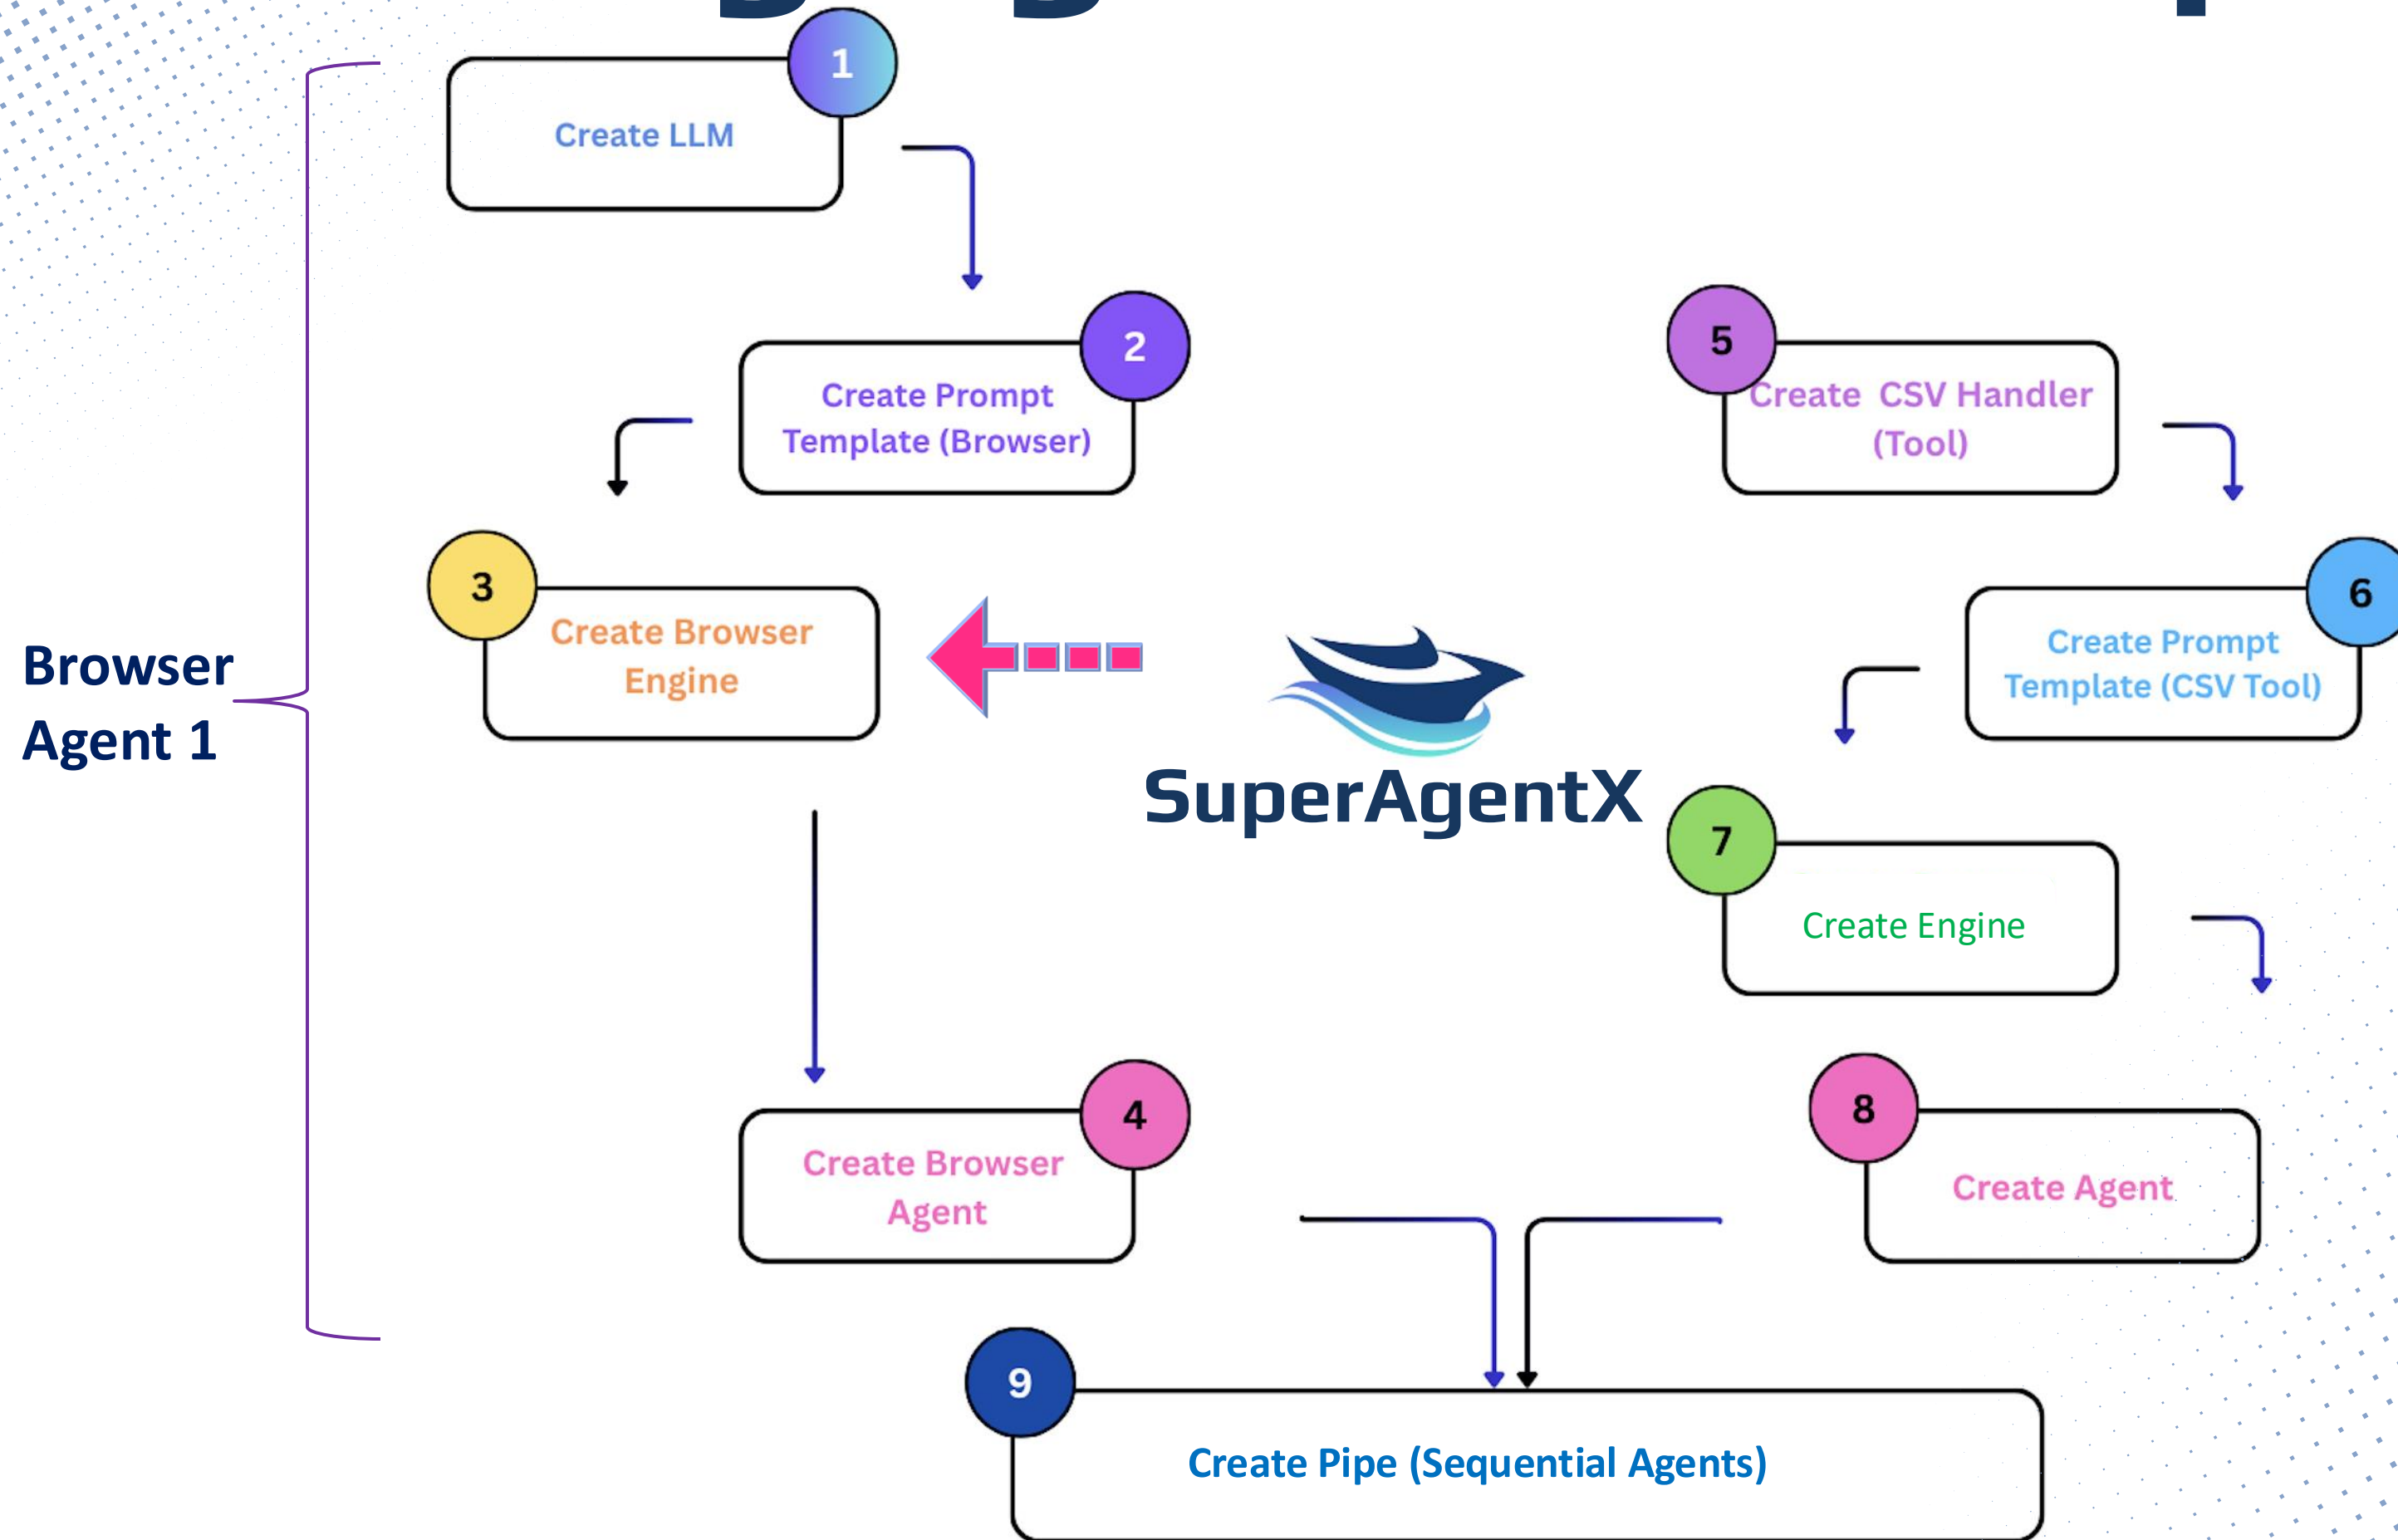 1
Create LLM
2
Create Prompt
Template (Browser)
3
Create Browser
Engine
Browser
Agent 1
SuperAgentX
4
Create Browser
Agent
5
Create CSV Handler
(Tool)
6
Create Prompt
Template (CSV Tool)
7
Create Engine
8
Create Agent
9
Create Pipe (Sequential Agents)